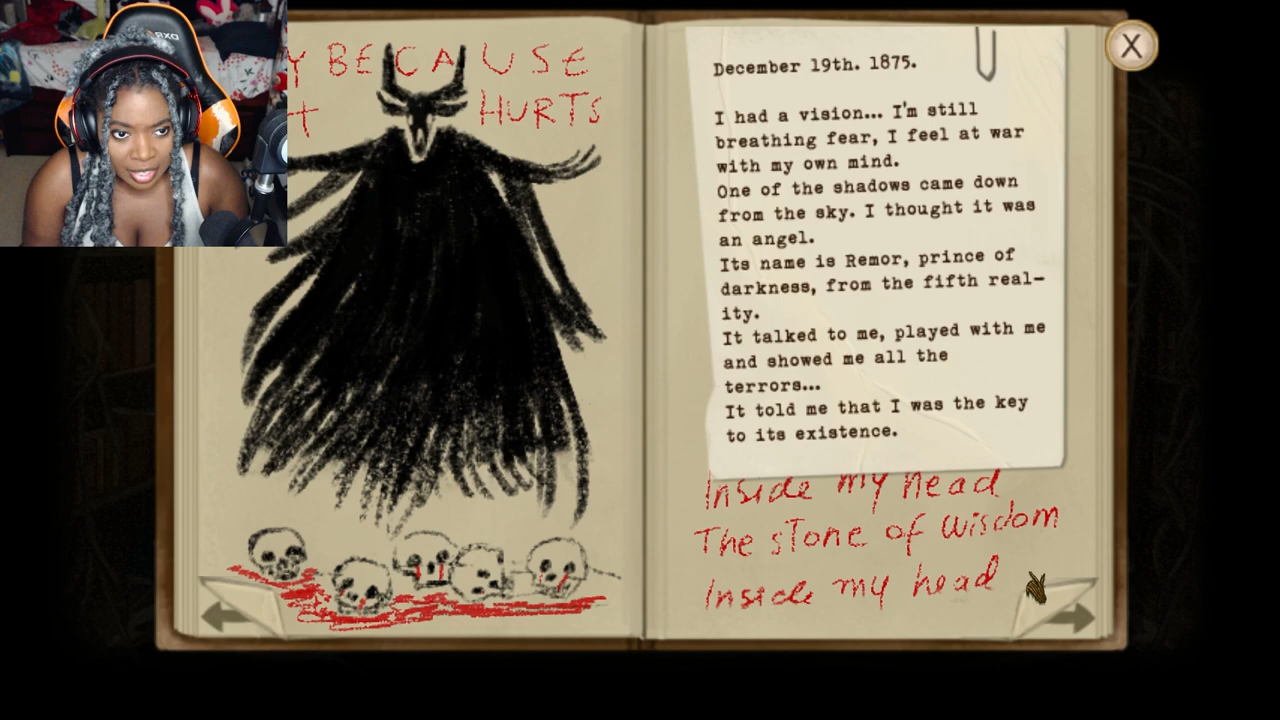 Y BECAUSE
HURTS
December 19th. 1875.
I had a vision... I'm still
breathing fear, I feel at war
with my own mind.
One of the shadows came down
from the sky. I thought it was
an angel.
Its name is Remor, prince of
darkness, from the fifth real-
ity.
It talked to me, played with me
and showed me all the
terrors...
It told me that I was the key
to its existence.
Inside my head
The stone of wisdom
Inside my head
X